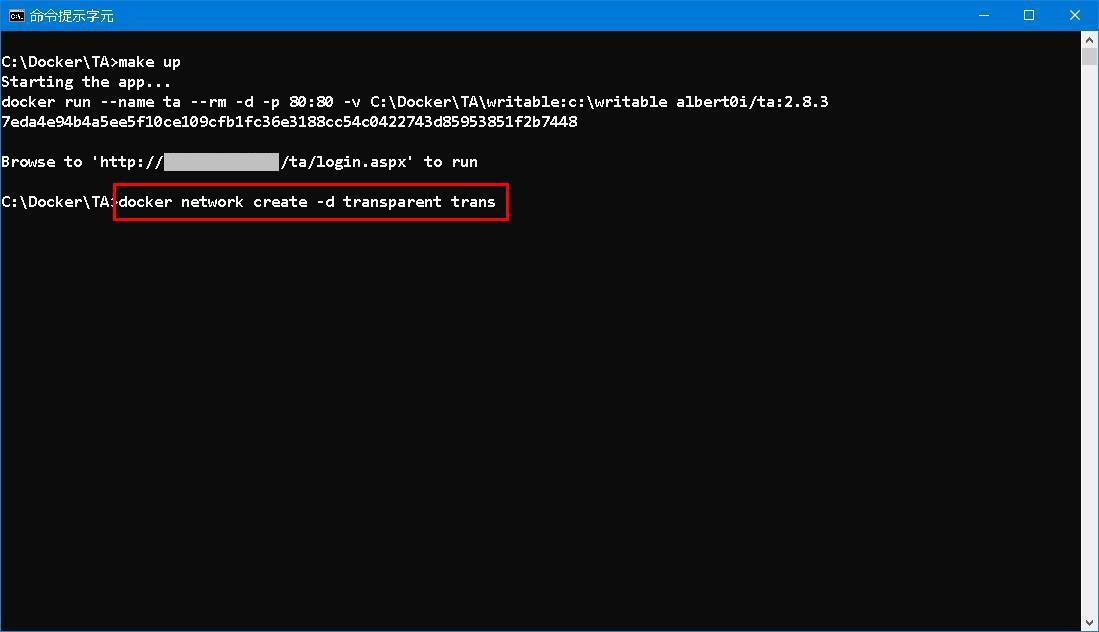 命令提示字元
C:\Docker\TA>make up
Starting the app...
docker run --name ta --rm -d -p 80:80 -v C:\Docker\TA\writable:c:\writable albert0i/ta:2.8.3
7eda4e94b4a5ee5f10ce109cfb1fc36e3188cc54c0422743d85953851f2b7448
Browse to 'http:// /ta/login.aspx' to run
C:\Docker\TA>docker network create -d transparent trans